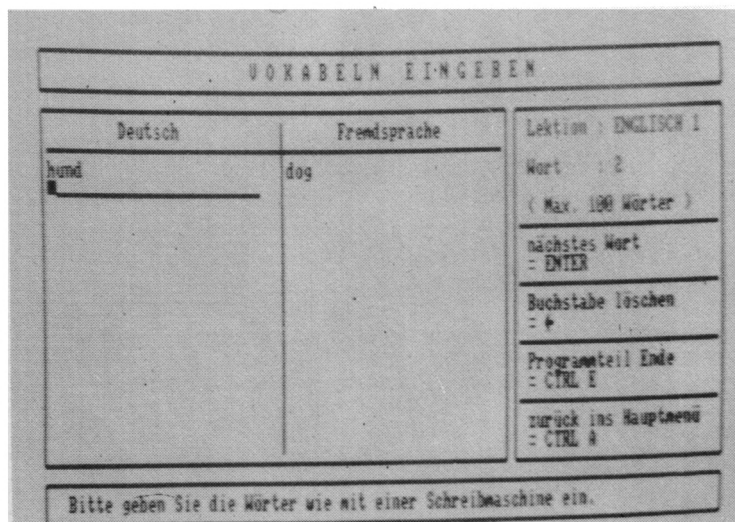 VOKABELN EINGEBEN
Deutsch
Fremdsprache
hund
dog
Lektion : ENGLISCH 1
Wort : 2
( Max. 100 Wörter )
nächstes Wort
= ENTER
Buchstabe löschen
= ←
Programmteil Ende
= CTRL E
zurück ins Hauptmenü
= CTRL A
Bitte geben Sie die Wörter wie mit einer Schreibmaschine ein.